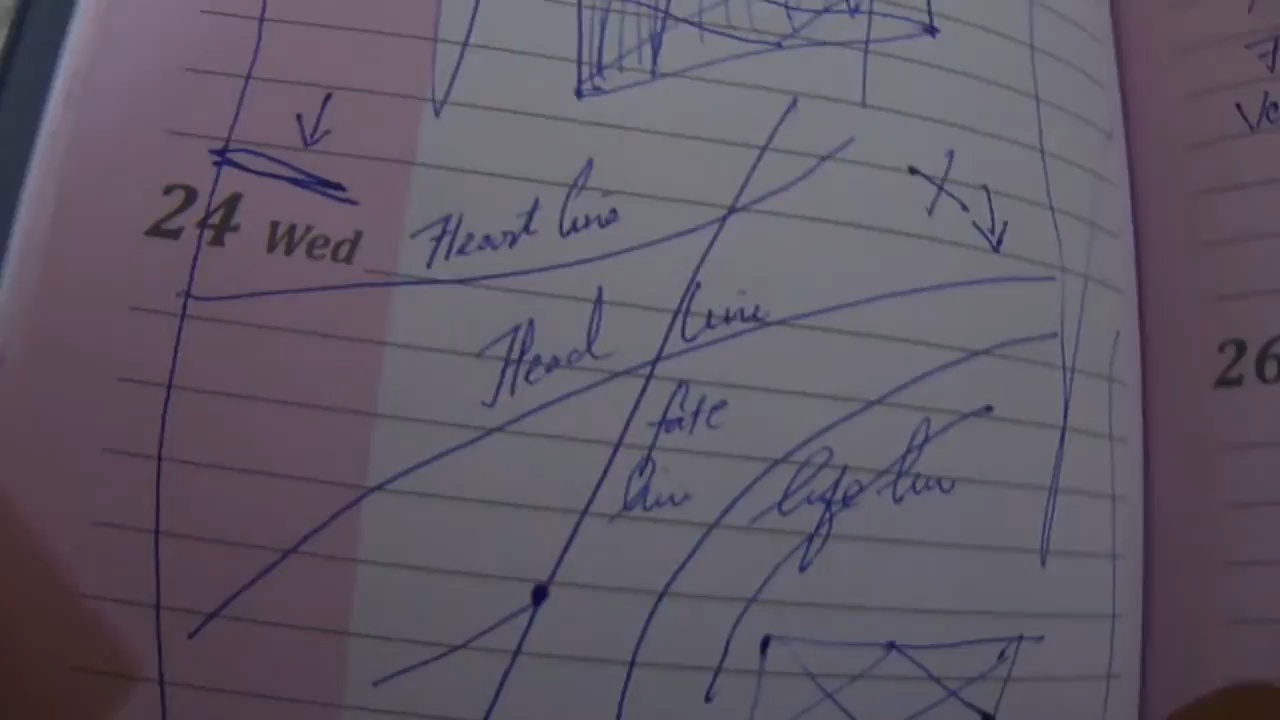 24 Wed
Heart line
Head line
fate
line
life line
26